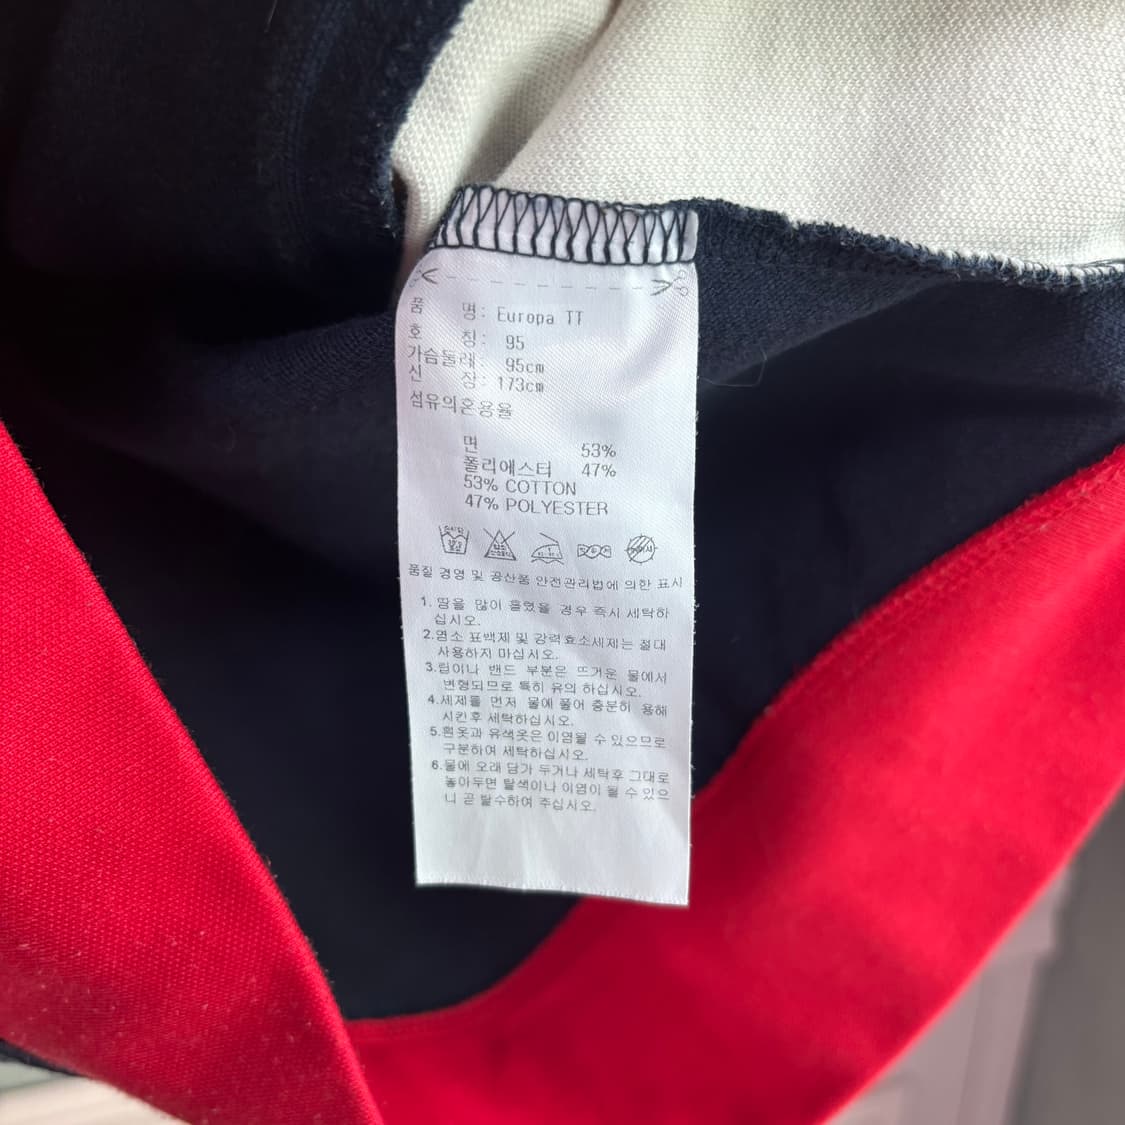 품 명: Europa TT
호 칭: 95
가슴둘레: 95cm
신 장: 173cm
섬유의혼용율
면 53%
폴리에스터 47%
53% COTTON
47% POLYESTER
품질 경영 및 공산품 안전관리법에 의한 표시
1. 땀을 많이 흘렸을 경우 즉시 세탁하
십시오.
2.염소 표백제 및 강력효소세제는 절대
사용하지 마십시오.
3.립이나 밴드 부분은 뜨거운 물에서
변형되므로 특히 유의 하십시오.
4.세제를 먼저 물에 풀어 충분히 용해
시킨후 세탁하십시오.
5.흰옷과 유색옷은 이염될 수 있으므로
구분하여 세탁하십시오.
6.물에 오래 담가 두거나 세탁후 그대로
놓아두면 탈색이나 이염이 될 수 있으
니 곧 탈수하여 주십시오.